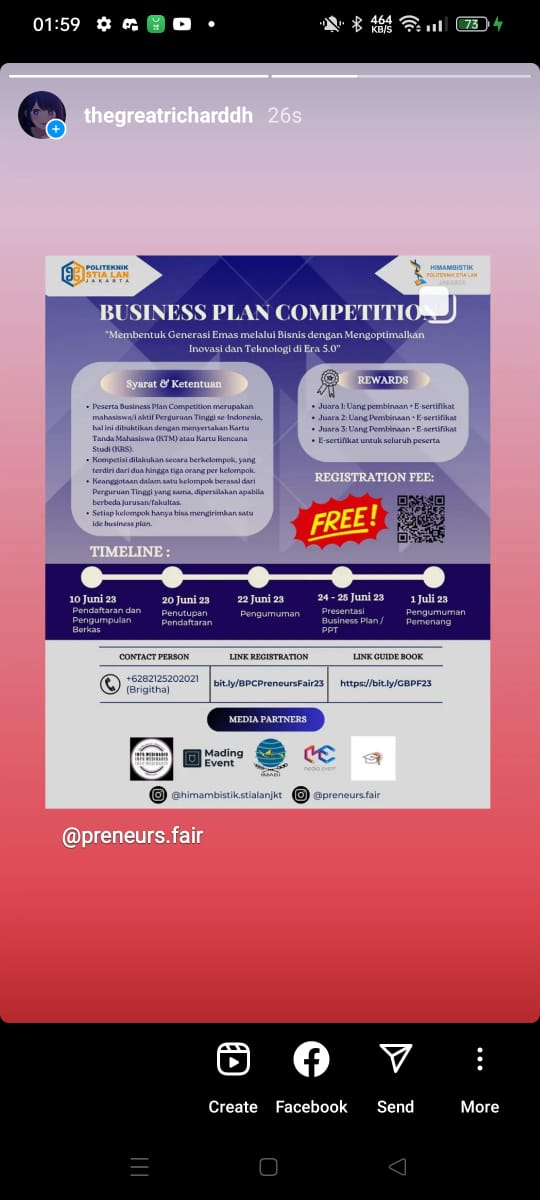 01:59
464
KB/S
73
thegreatricharddh 26s
POLITEKNIK
STIA LAN
JAKARTA
HIMAMBISTIK
POLITEKNIK STIA LAN
JAKARTA
BUSINESS PLAN COMPETITION
"Membentuk Generasi Emas melalui Bisnis dengan Mengoptimalkan
Inovasi dan Teknologi di Era 5.0"
Syarat & Ketentuan
• Peserta Business Plan Competition merupakan
mahasiswa/i aktif Perguruan Tinggi se-Indonesia,
hal ini dibuktikan dengan menyertakan Kartu
Tanda Mahasiswa (KTM) atau Kartu Rencana
Studi (KRS).
• Kompetisi dilakukan secara berkelompok, yang
terdiri dari dua hingga tiga orang per kelompok.
• Keanggotaan dalam satu kelompok berasal dari
Perguruan Tinggi yang sama, dipersilakan apabila
berbeda jurusan/fakultas.
• Setiap kelompok hanya bisa mengirimkan satu
ide business plan.
REWARDS
• Juara 1: Uang pembinaan + E-sertifikat
• Juara 2: Uang Pembinaan + E-sertifikat
• Juara 3: Uang Pembinaan + E-sertifikat
• E-sertifikat untuk seluruh peserta
REGISTRATION FEE:
FREE!
TIMELINE :
10 Juni 23
Pendaftaran dan
Pengumpulan
Berkas
20 Juni 23
Penutupan
Pendaftaran
22 Juni 23
Pengumuman
24 - 25 Juni 23
Presentasi
Business Plan /
PPT
1 Juli 23
Pengumuman
Pemenang
CONTACT PERSON
+6282125202021
(Brigitha)
LINK REGISTRATION
bit.ly/BPCPreneursFair23
LINK GUIDE BOOK
https://bit.ly/GBPF23
MEDIA PARTNERS
INFO WEBINARID
INFO WEBINARID
INFO WEBINARID
Mading
Event
IMABI
MEDIA EVENT
@himambistik.stialanjkt
@preneurs.fair
@preneurs.fair
Create
Facebook
Send
More